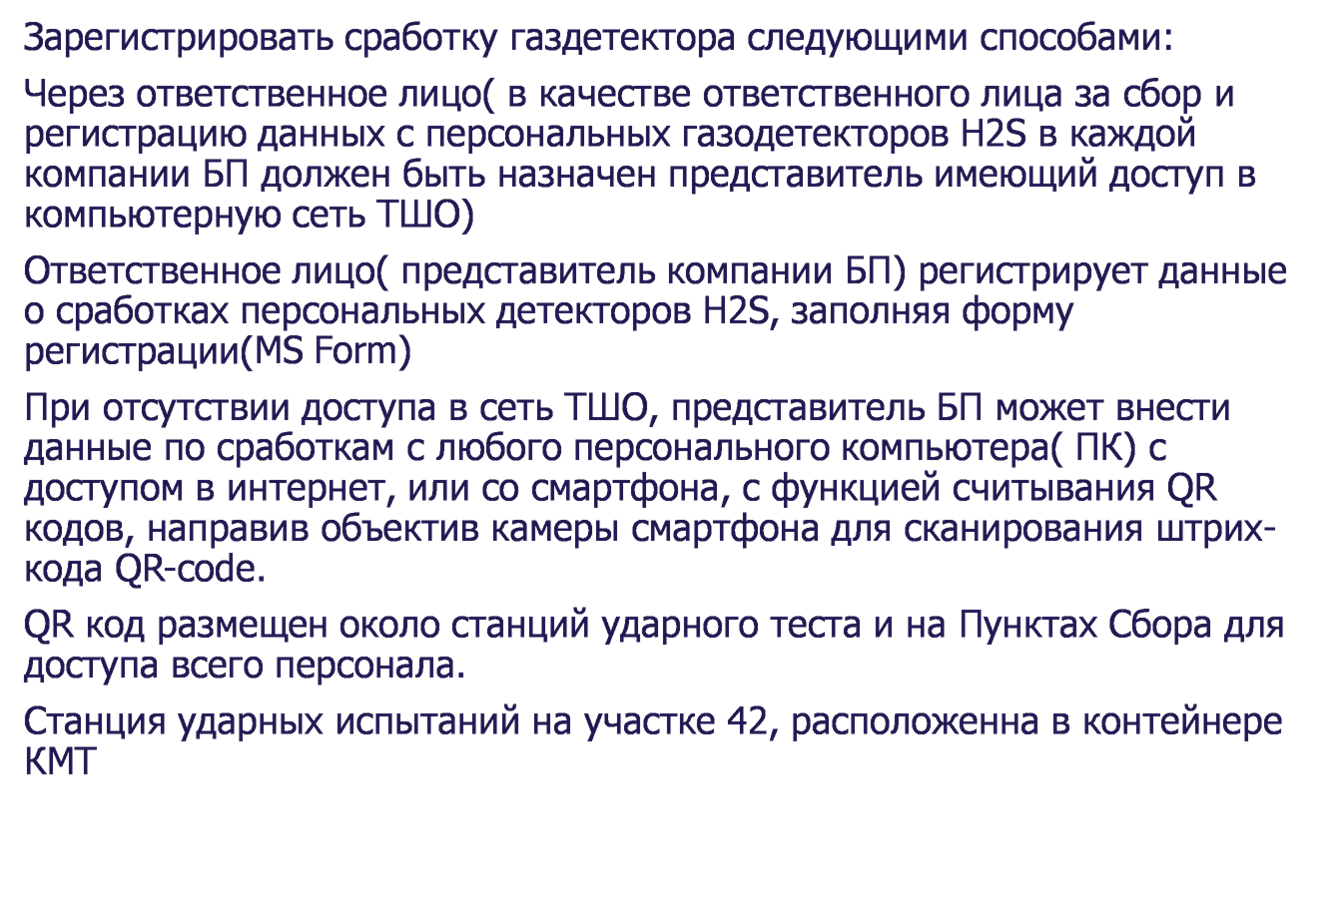 Зарегистрировать сработку газдетектора следующими способами:
Через ответственное лицо( в качестве ответственного лица за сбор и
регистрацию данных с персональных газодетекторов H2S в каждой
компании БП должен быть назначен представитель имеющий доступ в
компьютерную сеть ТШО)
Ответственное лицо( представитель компании БП) регистрирует данные
о сработках персональных детекторов H2S, заполняя форму
регистрации(MS Form)
При отсутствии доступа в сеть ТШО, представитель БП может внести
данные по сработкам с любого персонального компьютера( ПК) с
доступом в интернет, или со смартфона, с функцией считывания QR
кодов, направив объектив камеры смартфона для сканирования штрих-
кода QR-code.
QR код размещен около станций ударного теста и на Пунктах Сбора для
доступа всего персонала.
Станция ударных испытаний на участке 42, расположенна в контейнере
КМТ